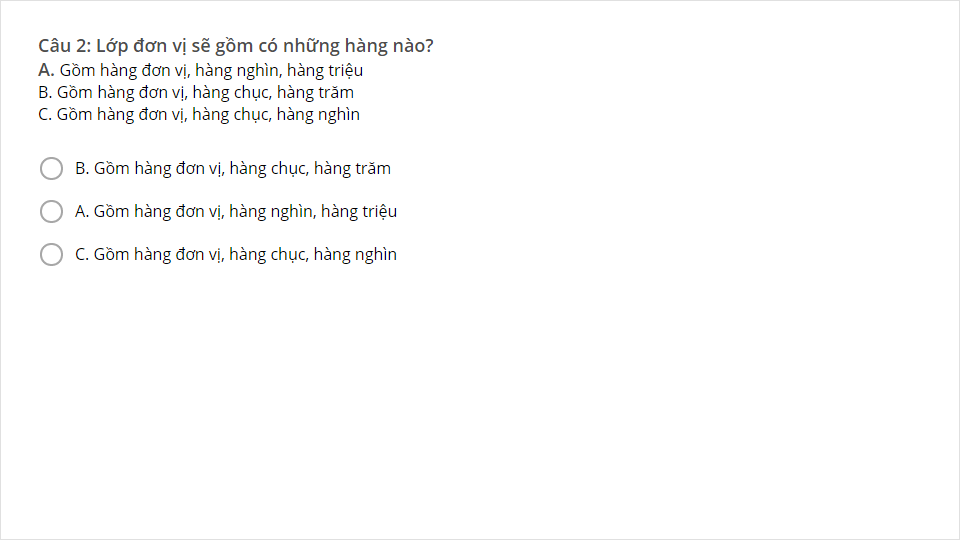 Câu 2: Lớp đơn vị sẽ gồm có những hàng nào?
A. Gồm hàng đơn vị, hàng nghìn, hàng triệu
B. Gồm hàng đơn vị, hàng chục, hàng trăm
C. Gồm hàng đơn vị, hàng chục, hàng nghìn
B. Gồm hàng đơn vị, hàng chục, hàng trăm
A. Gồm hàng đơn vị, hàng nghìn, hàng triệu
C. Gồm hàng đơn vị, hàng chục, hàng nghìn